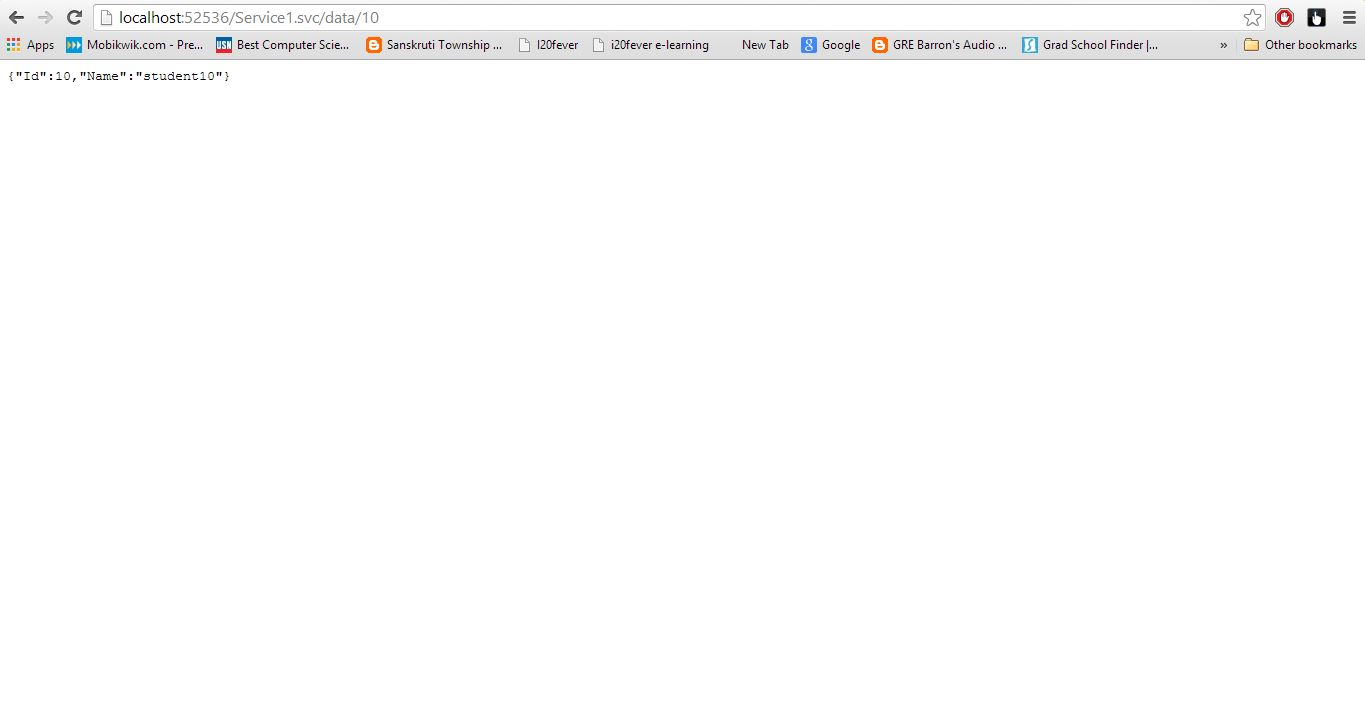 localhost:52536/Service1.svc/data/10
Apps Mobikwik.com - Pre... USN Best Computer Scie... Sanskruti Township ... I20fever i20fever e-learning New Tab Google GRE Barron's Audio ... Grad School Finder |... » Other bookmarks
{"Id":10,"Name":"student10"}